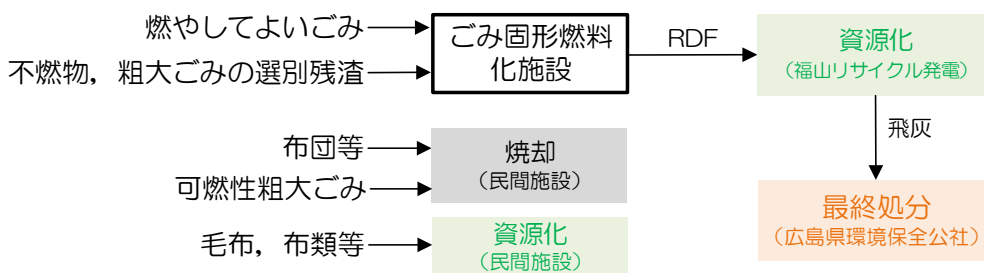 燃やしてよいごみ
不燃物，粗大ごみの選別残渣
ごみ固形燃料
化施設
RDF
資源化
（福山リサイクル発電）
飛灰
布団等
可燃性粗大ごみ
焼却
（民間施設）
最終処分
（広島県環境保全公社）
毛布，布類等
資源化
（民間施設）